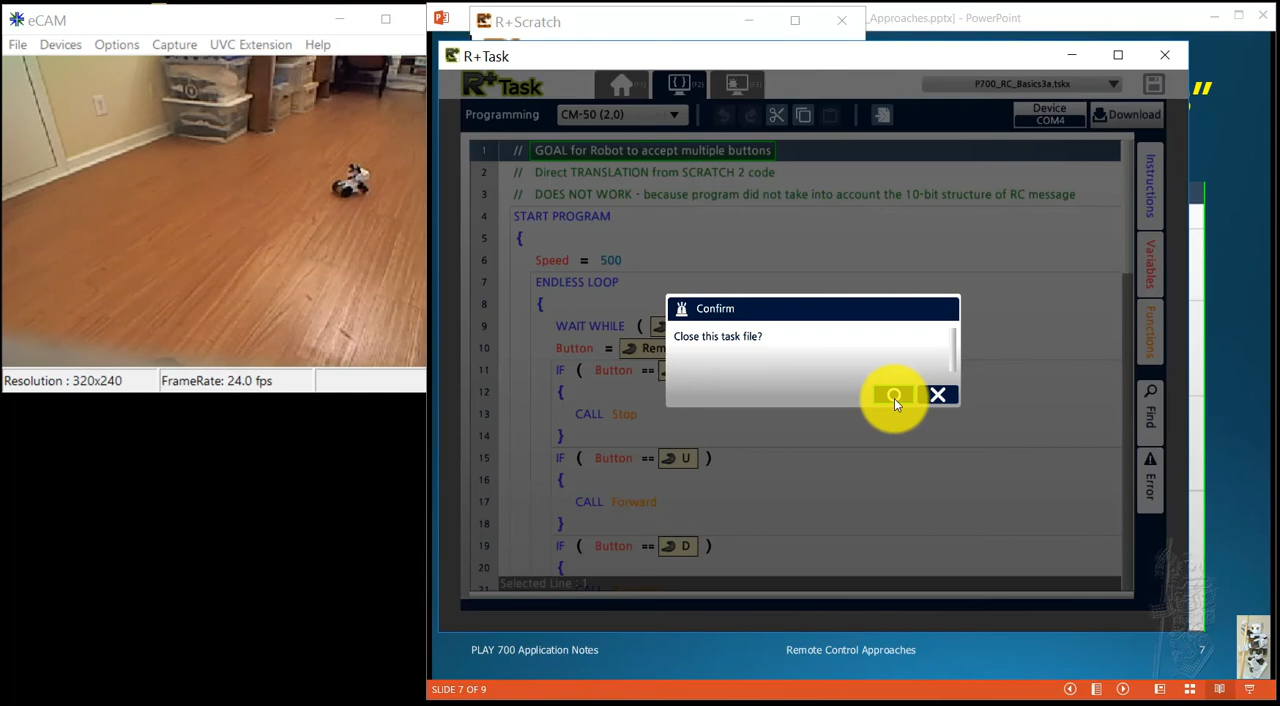 eCAM
File Devices Options Capture UVC Extension Help
Resolution : 320x240 FrameRate: 24.0 fps
R+Scratch
_Approaches.pptx] - PowerPoint
”
R+Task
R+Task
P700_RC_Basics3a.tskx
Programming CM-50 (2,0) Device COM4 Download
1 // GOAL for Robot to accept multiple buttons
2 // Direct TRANSLATION from SCRATCH 2 code
3 // DOES NOT WORK - because program did not take into account the 10-bit structure of RC message
4 START PROGRAM
5 {
6 Speed = 500
7 ENDLESS LOOP
8 {
9 WAIT WHILE (
10 Button = Rem
11 IF ( Button ==
12 {
13 CALL Stop
14 }
15 IF ( Button == U )
16 {
17 CALL Forward
18 }
19 IF ( Button == D )
20 {
Selected Line : 1
Instructions
Variables
Functions
Find
Error
Confirm
Close this task file?
PLAY 700 Application Notes Remote Control Approaches 7
SLIDE 7 OF 9